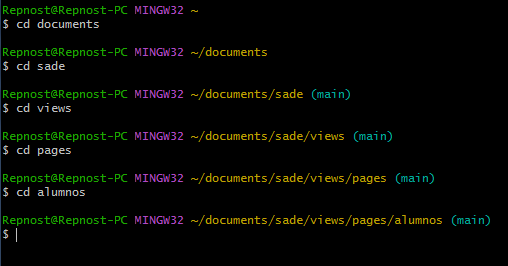 Repnost@Repnost-PC MINGW32 ~
$ cd documents
Repnost@Repnost-PC MINGW32 ~/documents
$ cd sade
Repnost@Repnost-PC MINGW32 ~/documents/sade (main)
$ cd views
Repnost@Repnost-PC MINGW32 ~/documents/sade/views (main)
$ cd pages
Repnost@Repnost-PC MINGW32 ~/documents/sade/views/pages (main)
$ cd alumnos
Repnost@Repnost-PC MINGW32 ~/documents/sade/views/pages/alumnos (main)
$